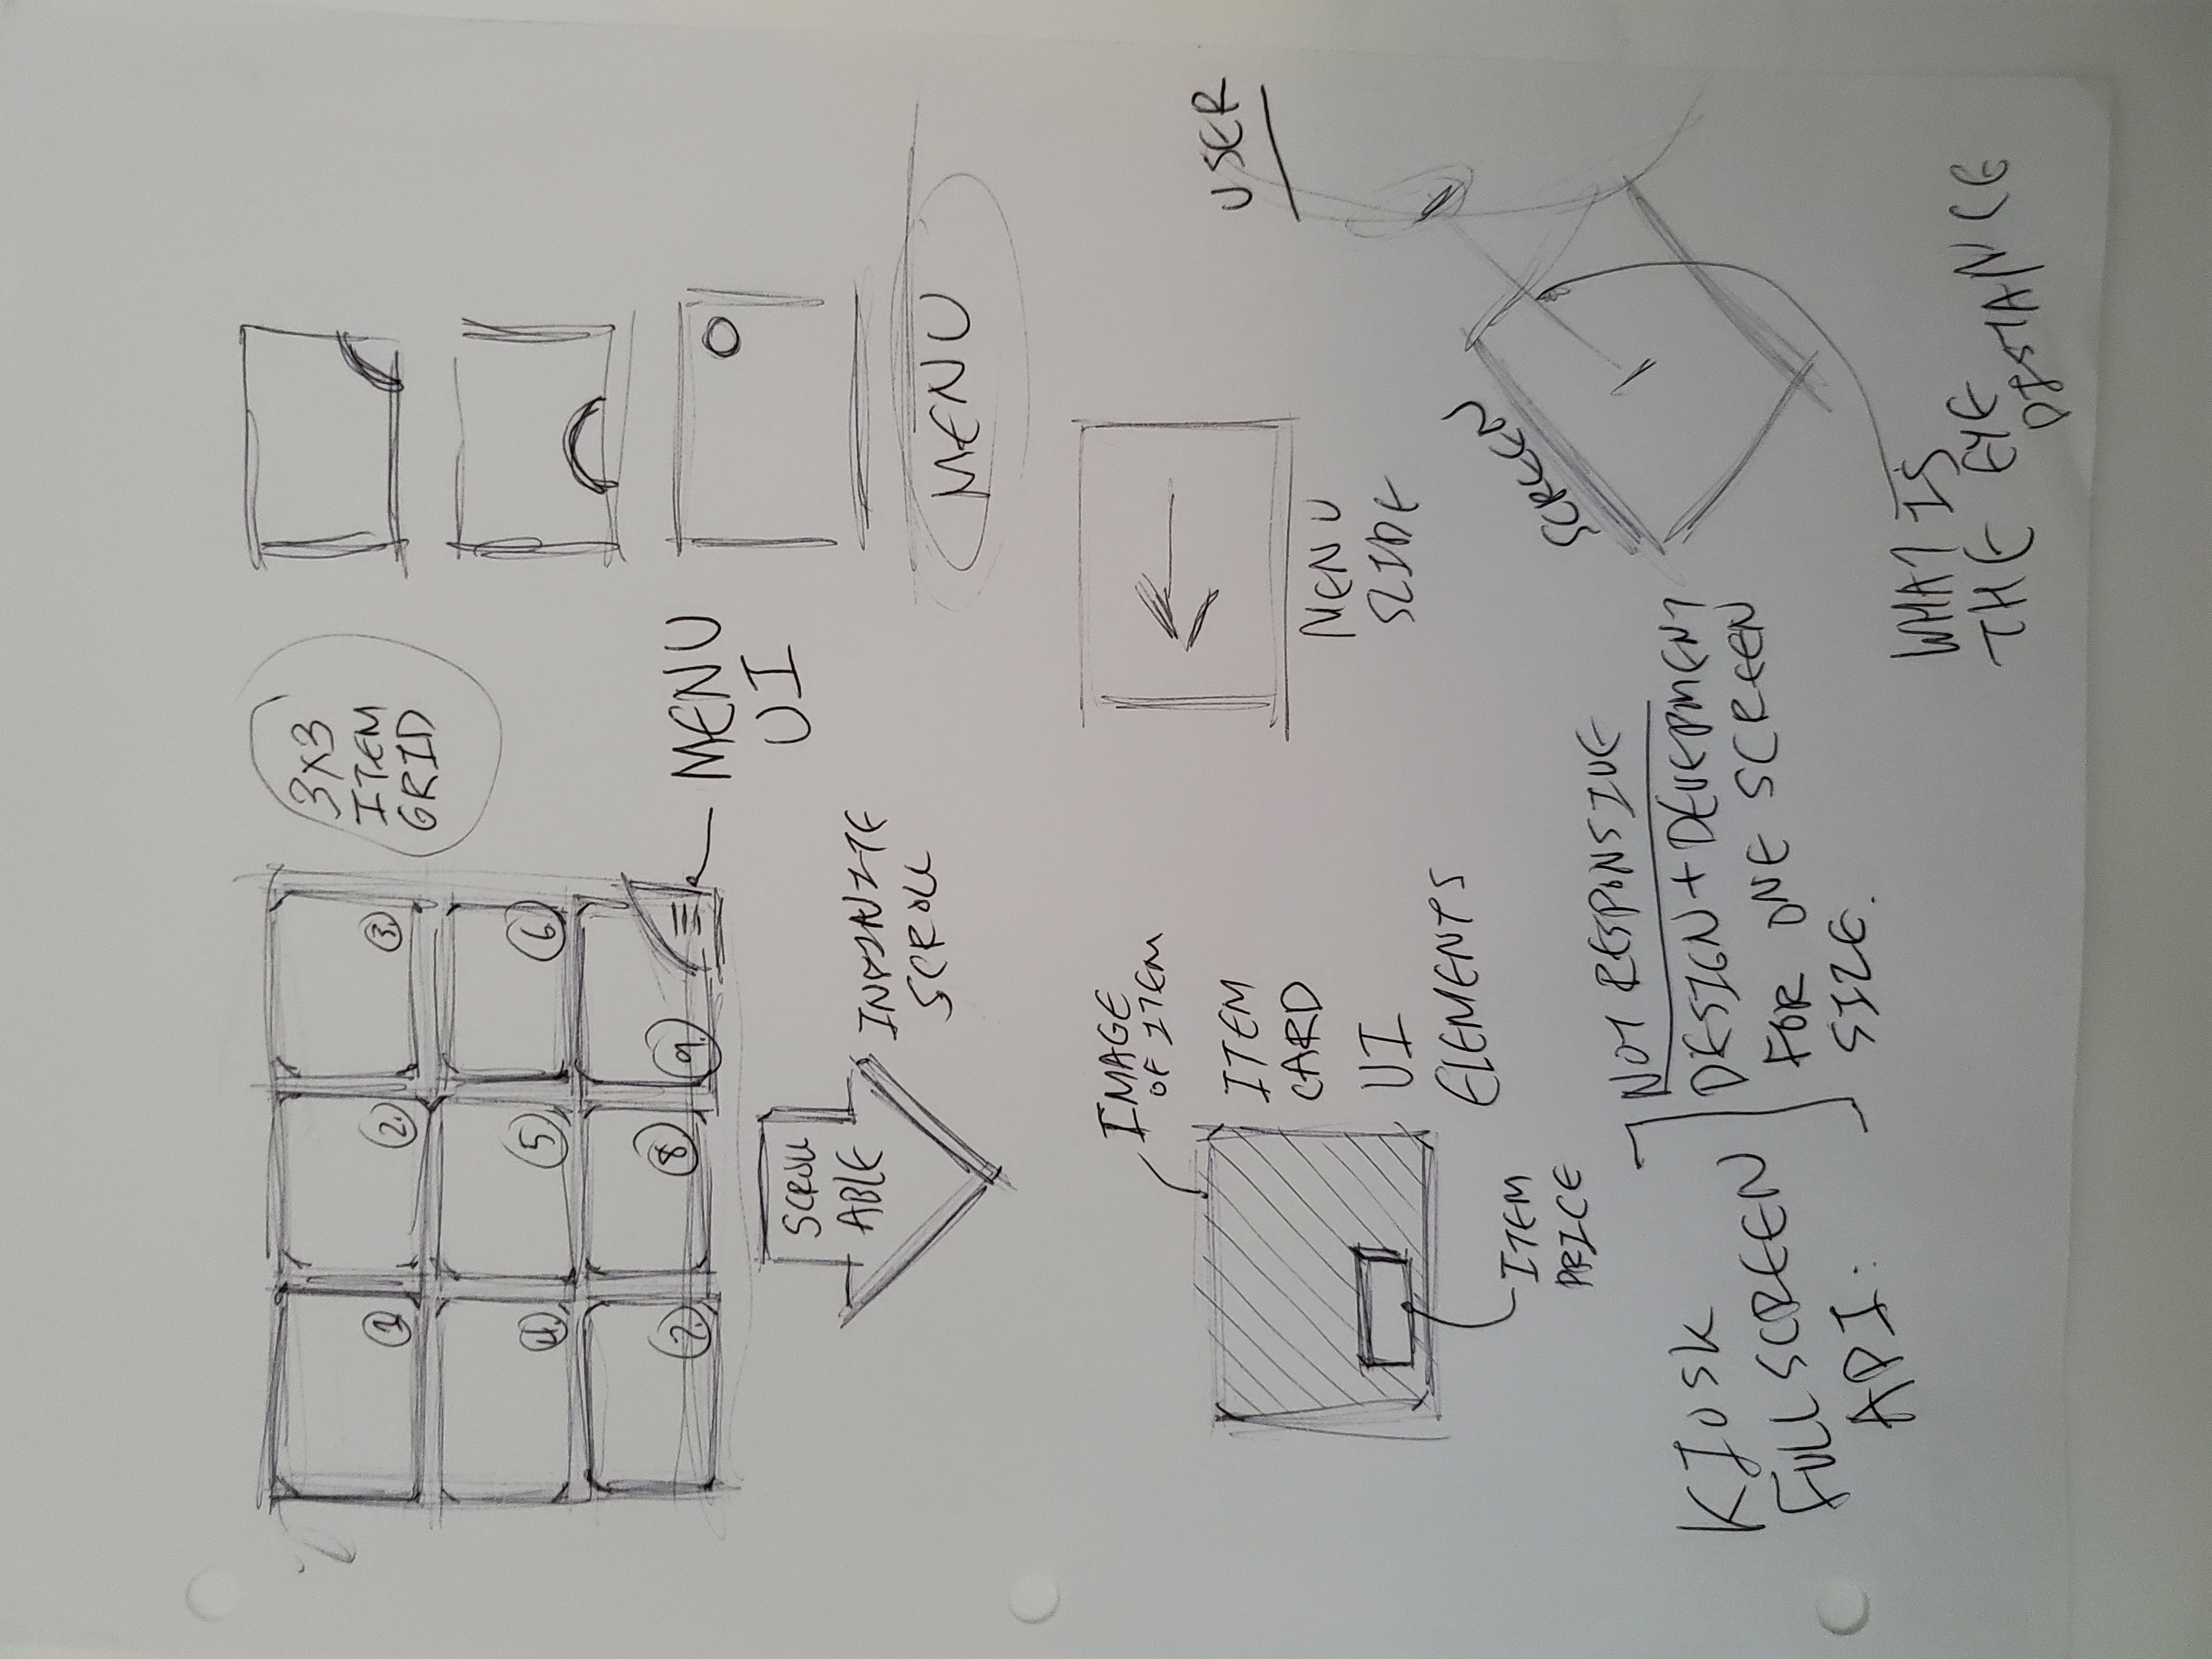 1
2.
3.
4.
5.
6.
7.
8
9
3x3
ITEM
GRID
MENU
UI
SCROLL
ABLE
INFINITE
SCROLL
MENU
IMAGE
OF ITEM
ITEM
CARD
UI
ELEMENTS
ITEM
PRICE
MENU
SLIDE
USER
SCREEN
KIOSK
FULLSCREEN
API:
NOT RESPONSIVE
DESIGN + DEVEPMENT
FOR ONE SCREEN
SIZE.
WHAT IS
THE EYE
DISTANCE